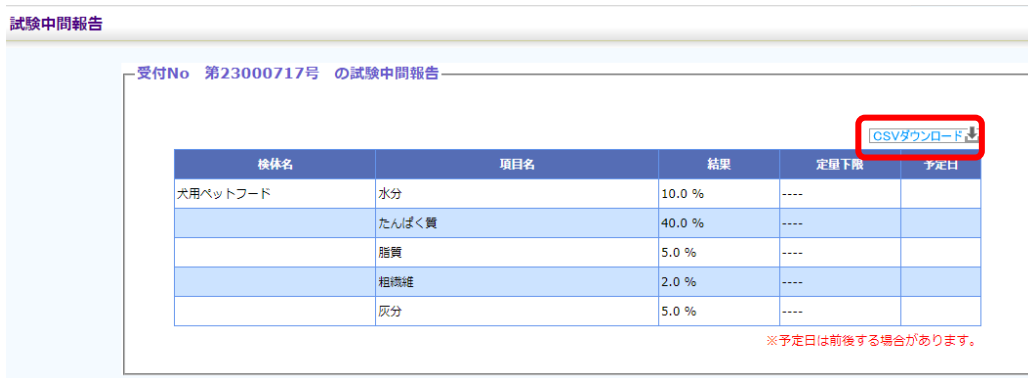 試験中間報告
受付No 第23000717号 の試験中間報告
CSVダウンロード
検体名 項目名 結果 定量下限 予定日
犬用ペットフード 水分 10.0 % ----
たんぱく質 40.0 % ----
脂質 5.0 % ----
粗繊維 2.0 % ----
灰分 5.0 % ----
※予定日は前後する場合があります。